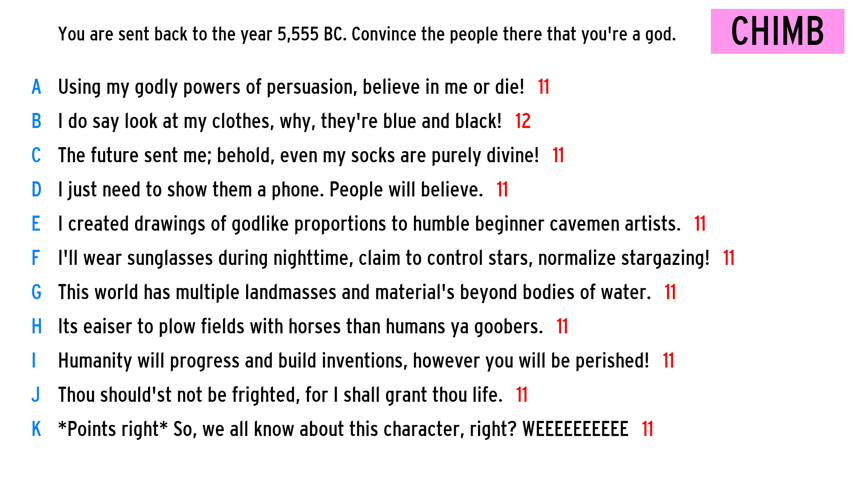 You are sent back to the year 5,555 BC. Convince the people there that you're a god.
CHIMB
A Using my godly powers of persuasion, believe in me or die! 11
B I do say look at my clothes, why, they're blue and black! 12
C The future sent me; behold, even my socks are purely divine! 11
D I just need to show them a phone. People will believe. 11
E I created drawings of godlike proportions to humble beginner cavemen artists. 11
F I'll wear sunglasses during nighttime, claim to control stars, normalize stargazing! 11
G This world has multiple landmasses and material's beyond bodies of water. 11
H Its eaiser to plow fields with horses than humans ya goobers. 11
I Humanity will progress and build inventions, however you will be perished! 11
J Thou should'st not be frighted, for I shall grant thou life. 11
K *Points right* So, we all know about this character, right? WEEEEEEEEEE 11